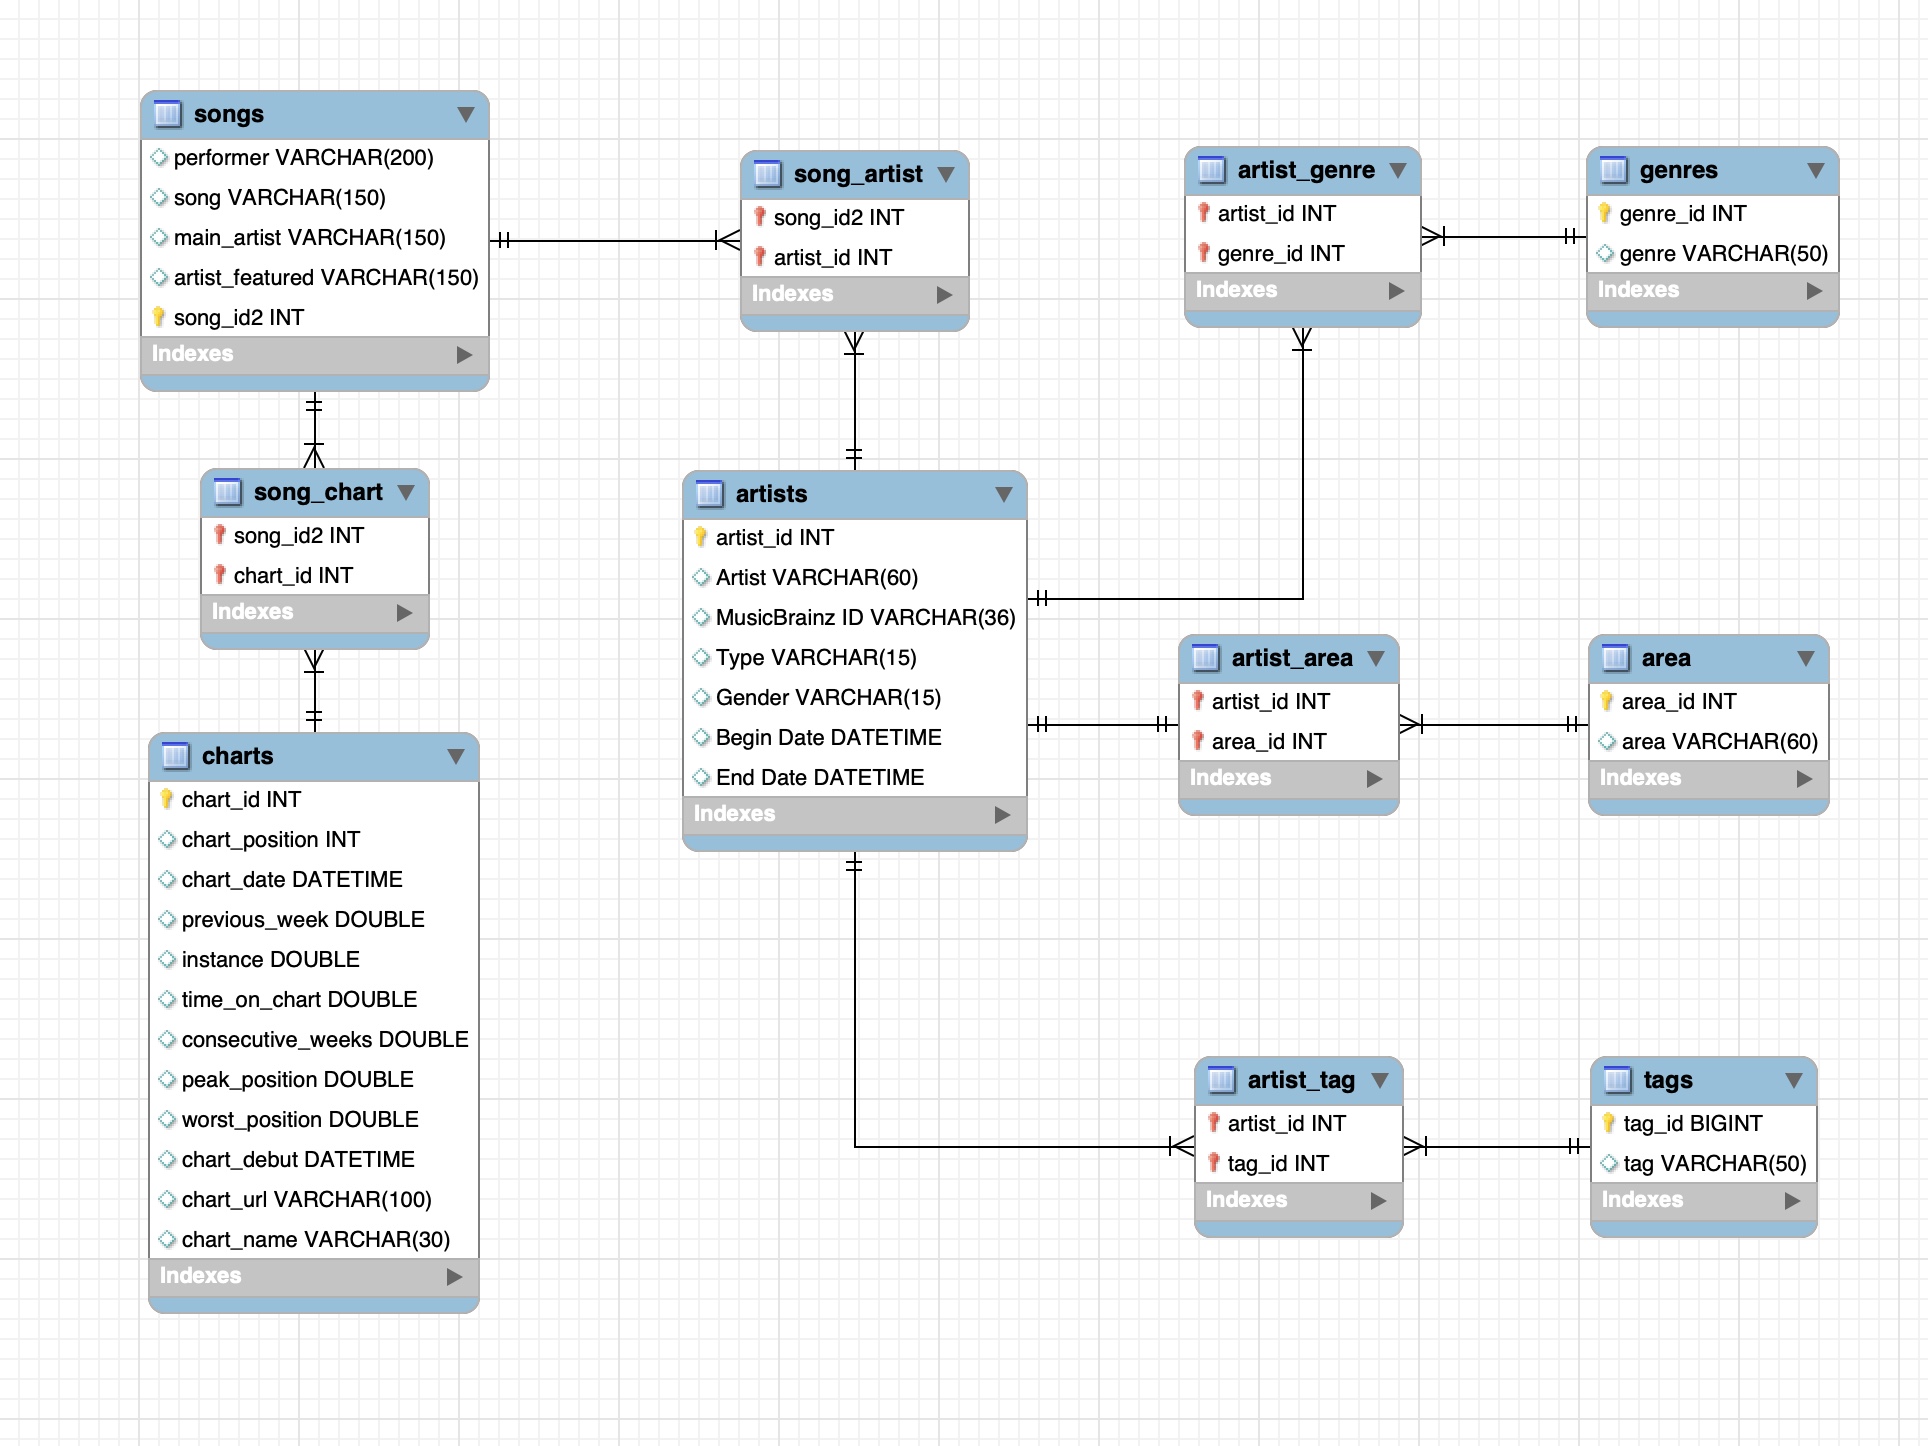 songs
performer VARCHAR(200)
song VARCHAR(150)
main_artist VARCHAR(150)
artist_featured VARCHAR(150)
song_id2 INT
Indexes
song_chart
song_id2 INT
chart_id INT
Indexes
charts
chart_id INT
chart_position INT
chart_date DATETIME
previous_week DOUBLE
instance DOUBLE
time_on_chart DOUBLE
consecutive_weeks DOUBLE
peak_position DOUBLE
worst_position DOUBLE
chart_debut DATETIME
chart_url VARCHAR(100)
chart_name VARCHAR(30)
Indexes
song_artist
song_id2 INT
artist_id INT
Indexes
artists
artist_id INT
Artist VARCHAR(60)
MusicBrainz ID VARCHAR(36)
Type VARCHAR(15)
Gender VARCHAR(15)
Begin Date DATETIME
End Date DATETIME
Indexes
artist_genre
artist_id INT
genre_id INT
Indexes
genres
genre_id INT
genre VARCHAR(50)
Indexes
artist_area
artist_id INT
area_id INT
Indexes
area
area_id INT
area VARCHAR(60)
Indexes
artist_tag
artist_id INT
tag_id INT
Indexes
tags
tag_id BIGINT
tag VARCHAR(50)
Indexes